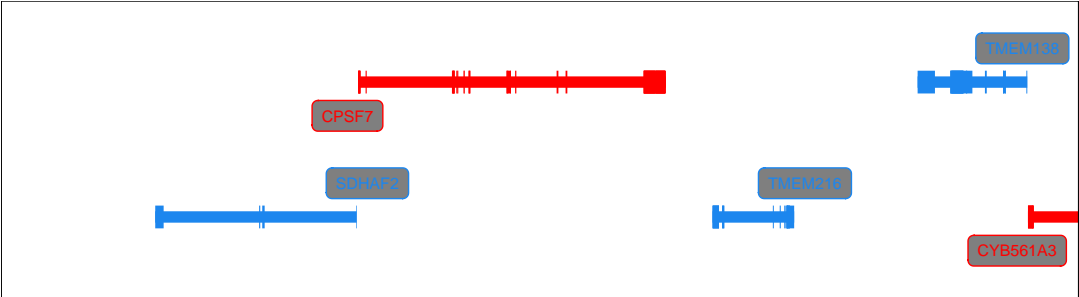 TMEM138
CPSF7
SDHAF2
TMEM216
CYB561A3